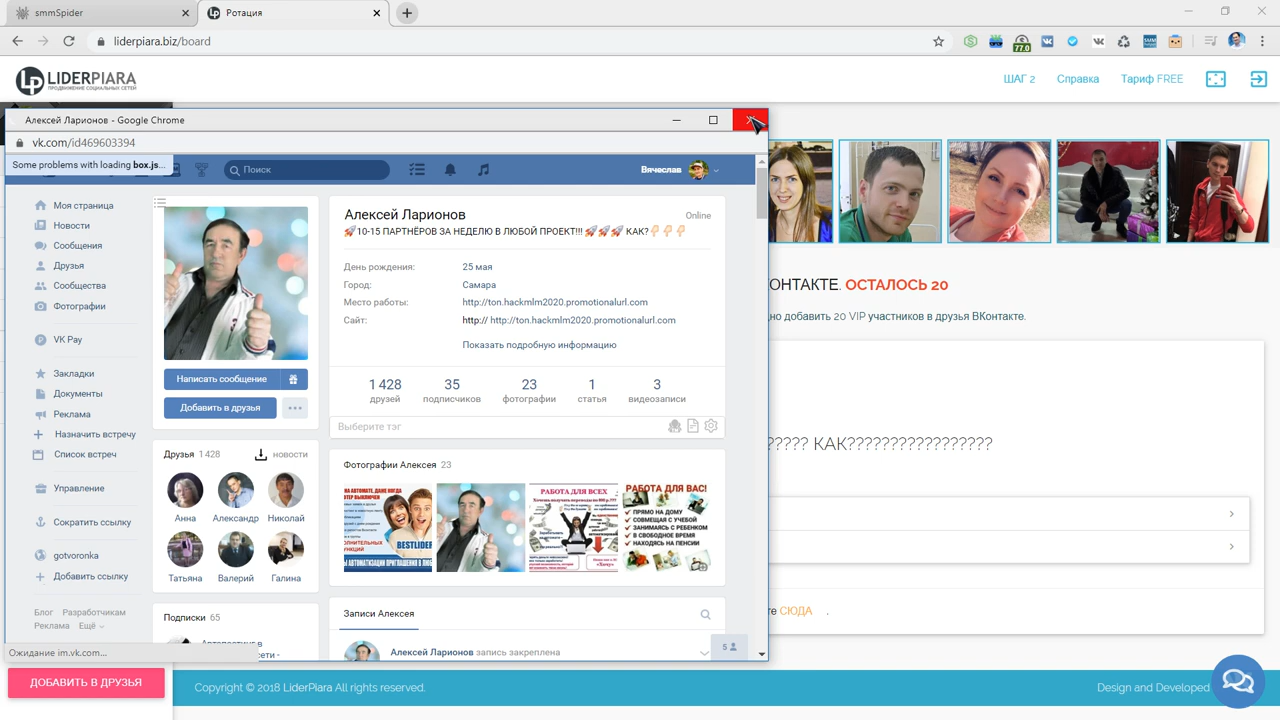 smmSpider
Ротация
liderpiara.biz/board
77.0
LIDERPIARA
ПРОДВИЖЕНИЕ СОЦИАЛЬНЫХ СЕТЕЙ
ШАГ 2
Справка
Тариф FREE
Алексей Ларионов - Google Chrome
vk.com/id469603394
Some problems with loading box.js...
Поиск
Вячеслав
Моя страница
Новости
Сообщения
Друзья
Сообщества
Фотографии
VK Pay
Закладки
Документы
Реклама
Назначить встречу
Список встреч
Управление
Сократить ссылку
gotvoronka
Добавить ссылку
Блог Разработчикам
Реклама Ещё
Ожидание im.vk.com...
Написать сообщение
Добавить в друзья
Друзья 1 428
новости
Анна Александр Николай
Татьяна Валерий Галина
Подписки 65
Алексей Ларионов
Online
🚀10-15 ПАРТНЁРОВ ЗА НЕДЕЛЮ В ЛЮБОЙ ПРОЕКТ!!! 🚀🚀🚀 КАК?👇🏻👇🏻👇🏻
День рождения: 25 мая
Город: Самара
Место работы: http://ton.hackmlm2020.promotionalurl.com
Сайт: http:// http://ton.hackmlm2020.promotionalurl.com
Показать подробную информацию
1 428 35 23 1 3
друзей подписчиков фотографии статья видеозаписи
Выберите тэг
Фотографии Алексея 23
BESTLIDER
РАБОТА ДЛЯ ВСЕХ
РАБОТА ДЛЯ ВАС!
ПРЯМО НА ДОМУ
СОВМЕЩАЯ С УЧЕБОЙ
ЗАНИМАЯСЬ С РЕБЕНКОМ
В СВОБОДНОЕ ВРЕМЯ
НАХОДЯСЬ НА ПЕНСИИ
Записи Алексея
Алексей Ларионов запись закреплена
5
ОНТАКТЕ. ОСТАЛОСЬ 20
но добавить 20 VIP участников в друзья ВКонтакте.
????? КАК????????????????
те СЮДА .
ДОБАВИТЬ В ДРУЗЬЯ
Copyright © 2018 LiderPiara All rights reserved.
Design and Developed